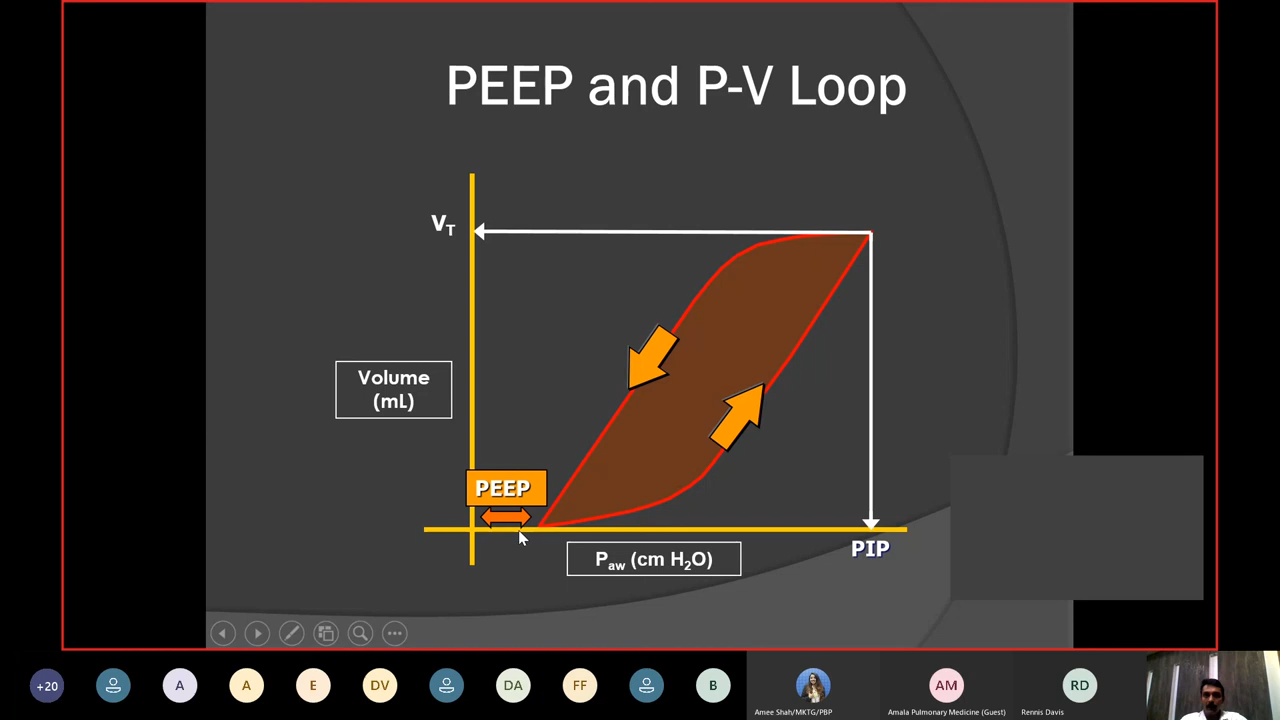 PEEP and P-V Loop
VT
Volume
(mL)
PEEP
Paw (cm H2O)
PIP
+20
A
A
E
DV
DA
FF
B
AM
RD
Amee Shah/MKTG/PBP
Amala Pulmonary Medicine (Guest)
Rennis Davis